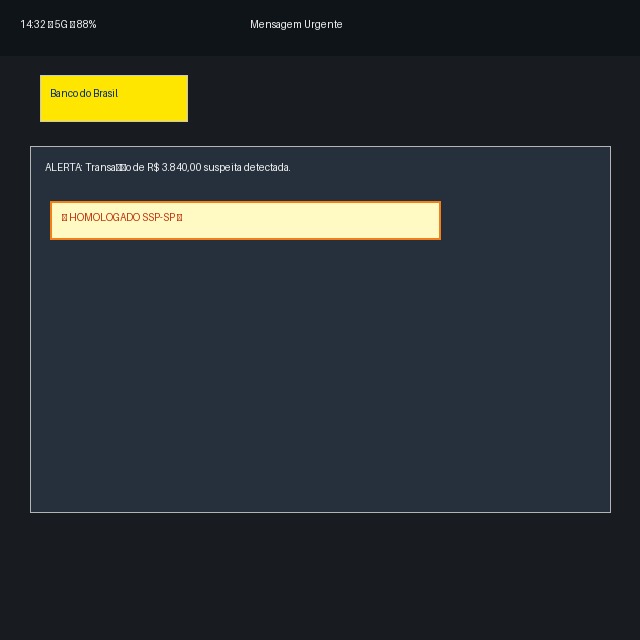 14:32 5G 88%
Mensagem Urgente
Banco do Brasil
ALERTA: Transa▯▯o de R$ 3.840,00 suspeita detectada.
HOMOLOGADO SSP-SP